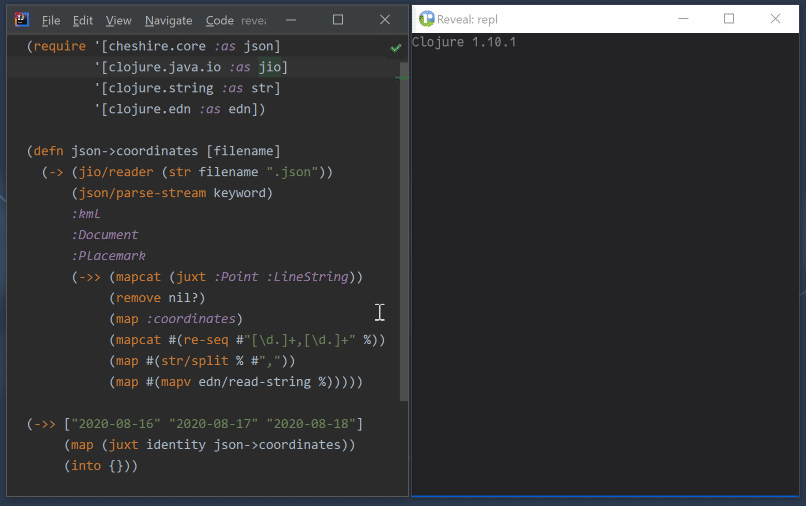 File Edit View Navigate Code
(require '[cheshire.core :as json]
'[clojure.java.io :as jio]
'[clojure.string :as str]
'[clojure.edn :as edn])
(defn json->coordinates [filename]
(-> (jio/reader (str filename ".json"))
(json/parse-stream keyword)
:kml
:Document
:Placemark
(->> (mapcat (juxt :Point :LineString))
(remove nil?)
(map :coordinates)
(mapcat #(re-seq #"[\d.]+,[\d.]+" %))
(map #(str/split % #","))
(map #(mapv edn/read-string %)))))
(->> ["2020-08-16" "2020-08-17" "2020-08-18"]
(map (juxt identity json->coordinates))
(into {}))
Reveal: repl
Clojure 1.10.1